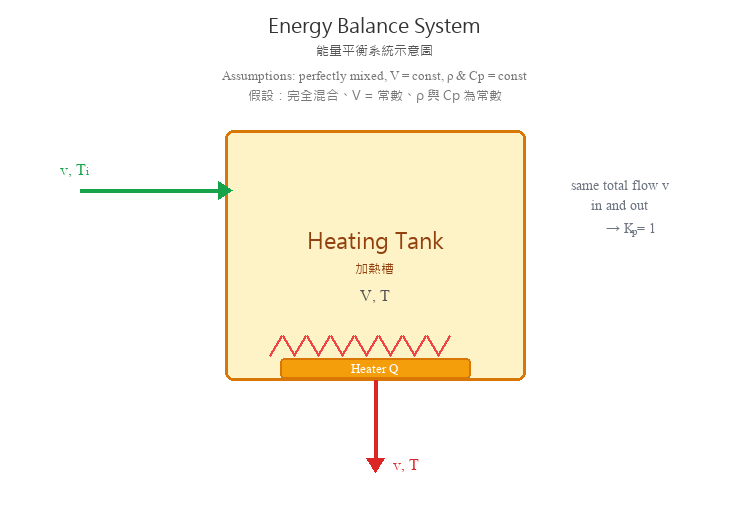 Energy Balance System
能量平衡系統示意圖
Assumptions: perfectly mixed, V = const, ρ & Cp = const
假設：完全混合、V = 常數、ρ 與 Cp 為常數
v, Ti
same total flow v
in and out
→ Kp = 1
Heating Tank
加熱槽
V, T
Heater Q
v, T